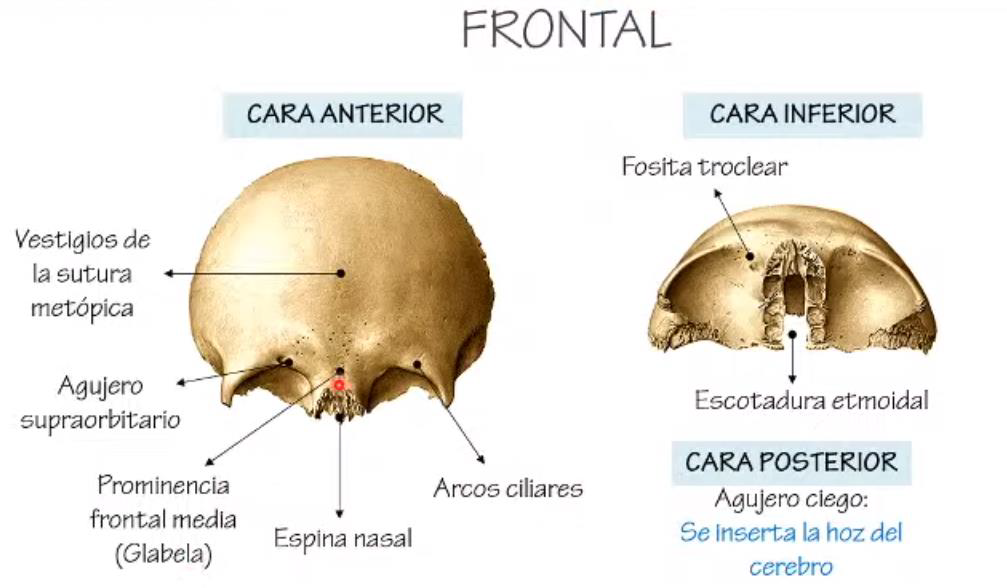 FRONTAL
CARA ANTERIOR
Vestigios de
la sutura
metópica
Agujero
supraorbitario
Prominencia
frontal media
(Glabela)
Espina nasal
Arcos ciliares
CARA INFERIOR
Fosita troclear
Escotadura etmoidal
CARA POSTERIOR
Agujero ciego:
Se inserta la hoz del
cerebro